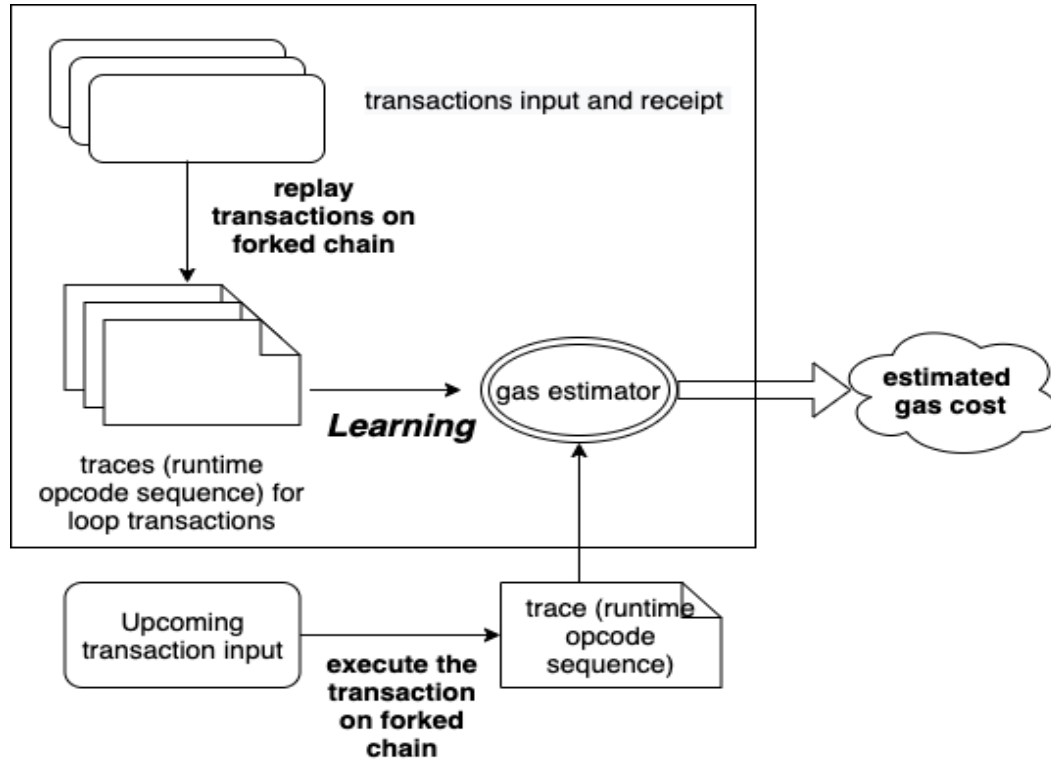 transactions input and receipt
replay
transactions on
forked chain
Learning
gas estimator
estimated
gas cost
traces (runtime
opcode sequence) for
loop transactions
Upcoming
transaction input
execute the
transaction
on forked
chain
trace (runtime
opcode
sequence)